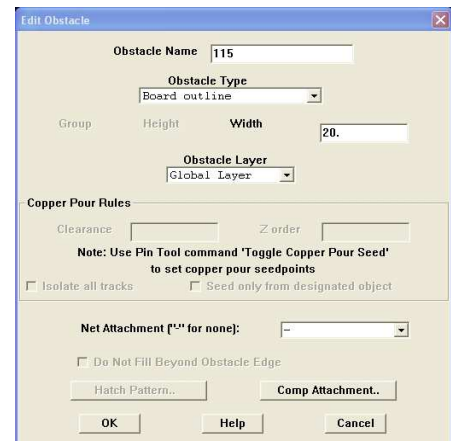 Edit Obstacle
Obstacle Name 115
Obstacle Type
Board outline
Group Height Width 20.
Obstacle Layer
Global Layer
Copper Pour Rules
Clearance Z order
Note: Use Pin Tool command 'Toggle Copper Pour Seed'
to set copper pour seedpoints
Isolate all tracks Seed only from designated object
Net Attachment ("-" for none): -
Do Not Fill Beyond Obstacle Edge
Hatch Pattern.. Comp Attachment..
OK Help Cancel